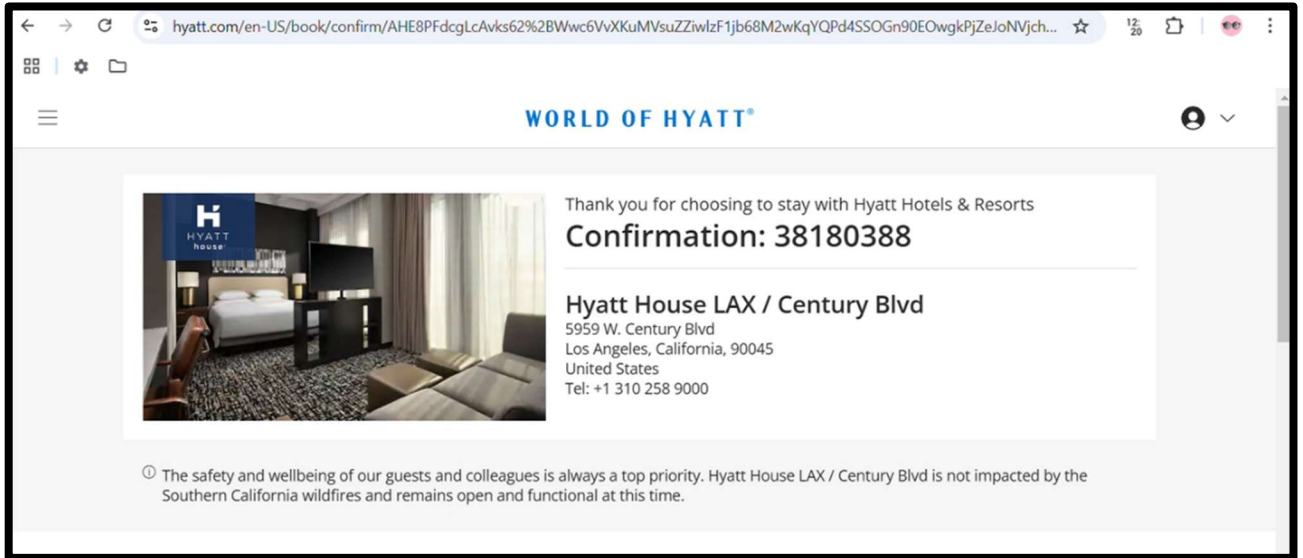 hyatt.com/en-US/book/confirm/AHE8PFdcgLcAvks62%2BWwc6VvXKuMVsuZZiwlzF1jb68M2wKqYQPd4SSOGn90EOwgkPjZeJoNVjch...
12:
20
WORLD OF HYATT®
H
HYATT
house®
Thank you for choosing to stay with Hyatt Hotels & Resorts
Confirmation: 38180388
Hyatt House LAX / Century Blvd
5959 W. Century Blvd
Los Angeles, California, 90045
United States
Tel: +1 310 258 9000
The safety and wellbeing of our guests and colleagues is always a top priority. Hyatt House LAX / Century Blvd is not impacted by the
Southern California wildfires and remains open and functional at this time.